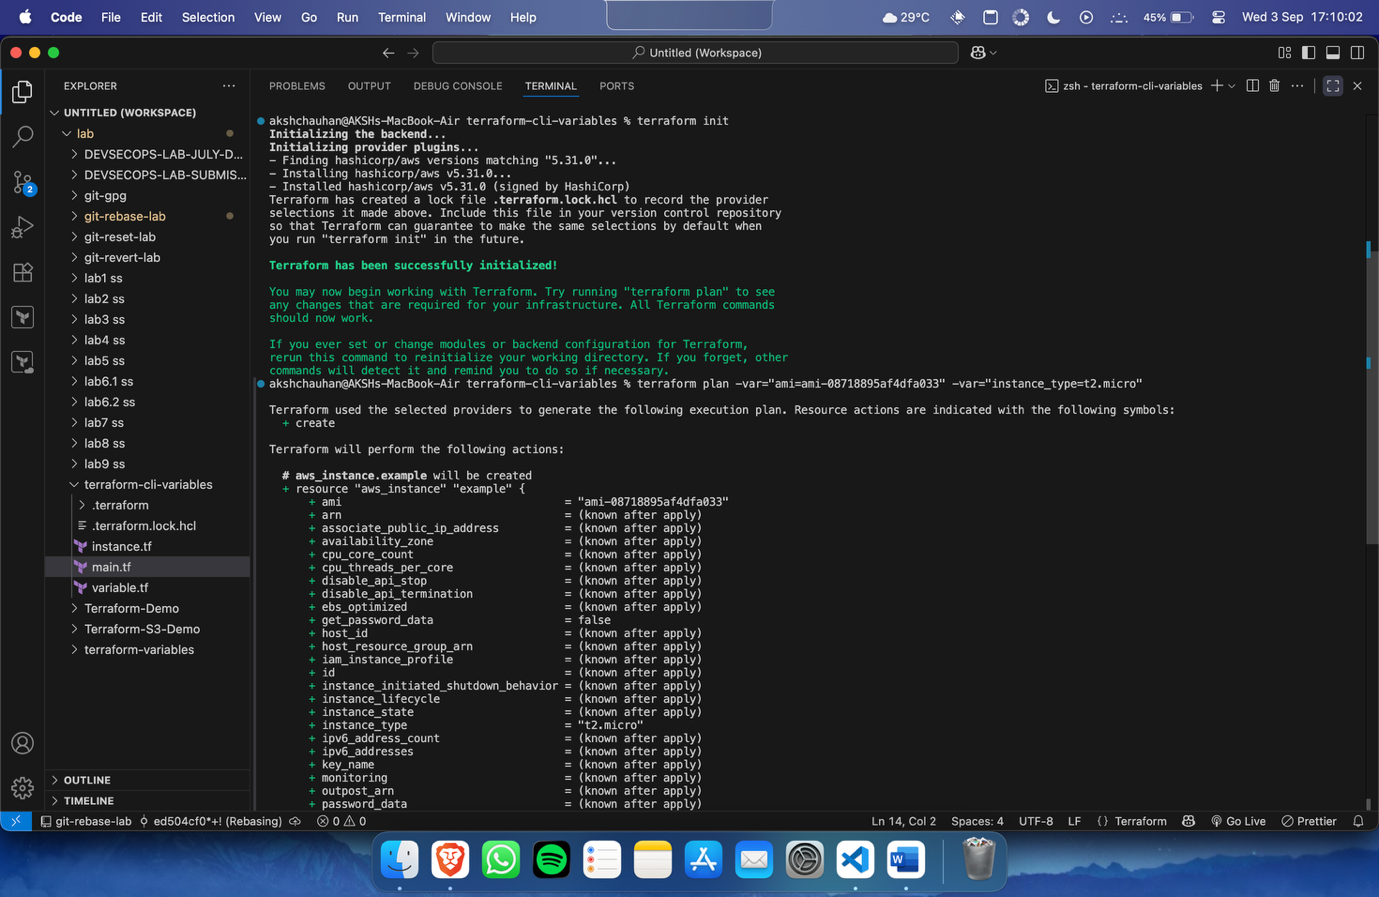 Code File Edit Selection View Go Run Terminal Window Help 29°C 45% Wed 3 Sep 17:10:02
Untitled (Workspace)
EXPLORER
UNTITLED (WORKSPACE)
lab
DEVSECOPS-LAB-JULY-D...
DEVSECOPS-LAB-SUBMIS...
git-gpg
git-rebase-lab
git-reset-lab
git-revert-lab
lab1 ss
lab2 ss
lab3 ss
lab4 ss
lab5 ss
lab6.1 ss
lab6.2 ss
lab7 ss
lab8 ss
lab9 ss
terraform-cli-variables
.terraform
.terraform.lock.hcl
instance.tf
main.tf
variable.tf
Terraform-Demo
Terraform-S3-Demo
terraform-variables
OUTLINE
TIMELINE
2
PROBLEMS OUTPUT DEBUG CONSOLE TERMINAL PORTS zsh - terraform-cli-variables
akshchauhan@AKSHs-MacBook-Air terraform-cli-variables % terraform init
Initializing the backend...
Initializing provider plugins...
- Finding hashicorp/aws versions matching "5.31.0"...
- Installing hashicorp/aws v5.31.0...
- Installed hashicorp/aws v5.31.0 (signed by HashiCorp)
Terraform has created a lock file .terraform.lock.hcl to record the provider
selections it made above. Include this file in your version control repository
so that Terraform can guarantee to make the same selections by default when
you run "terraform init" in the future.
Terraform has been successfully initialized!
You may now begin working with Terraform. Try running "terraform plan" to see
any changes that are required for your infrastructure. All Terraform commands
should now work.
If you ever set or change modules or backend configuration for Terraform,
rerun this command to reinitialize your working directory. If you forget, other
commands will detect it and remind you to do so if necessary.
akshchauhan@AKSHs-MacBook-Air terraform-cli-variables % terraform plan -var="ami=ami-08718895af4dfa033" -var="instance_type=t2.micro"
Terraform used the selected providers to generate the following execution plan. Resource actions are indicated with the following symbols:
+ create
Terraform will perform the following actions:
# aws_instance.example will be created
+ resource "aws_instance" "example" {
+ ami = "ami-08718895af4dfa033"
+ arn = (known after apply)
+ associate_public_ip_address = (known after apply)
+ availability_zone = (known after apply)
+ cpu_core_count = (known after apply)
+ cpu_threads_per_core = (known after apply)
+ disable_api_stop = (known after apply)
+ disable_api_termination = (known after apply)
+ ebs_optimized = (known after apply)
+ get_password_data = false
+ host_id = (known after apply)
+ host_resource_group_arn = (known after apply)
+ iam_instance_profile = (known after apply)
+ id = (known after apply)
+ instance_initiated_shutdown_behavior = (known after apply)
+ instance_lifecycle = (known after apply)
+ instance_state = (known after apply)
+ instance_type = "t2.micro"
+ ipv6_address_count = (known after apply)
+ ipv6_addresses = (known after apply)
+ key_name = (known after apply)
+ monitoring = (known after apply)
+ outpost_arn = (known after apply)
+ password_data = (known after apply)
git-rebase-lab ed504cf0*+! (Rebasing) 0 0 Ln 14, Col 2 Spaces: 4 UTF-8 LF {} Terraform Go Live Prettier
W